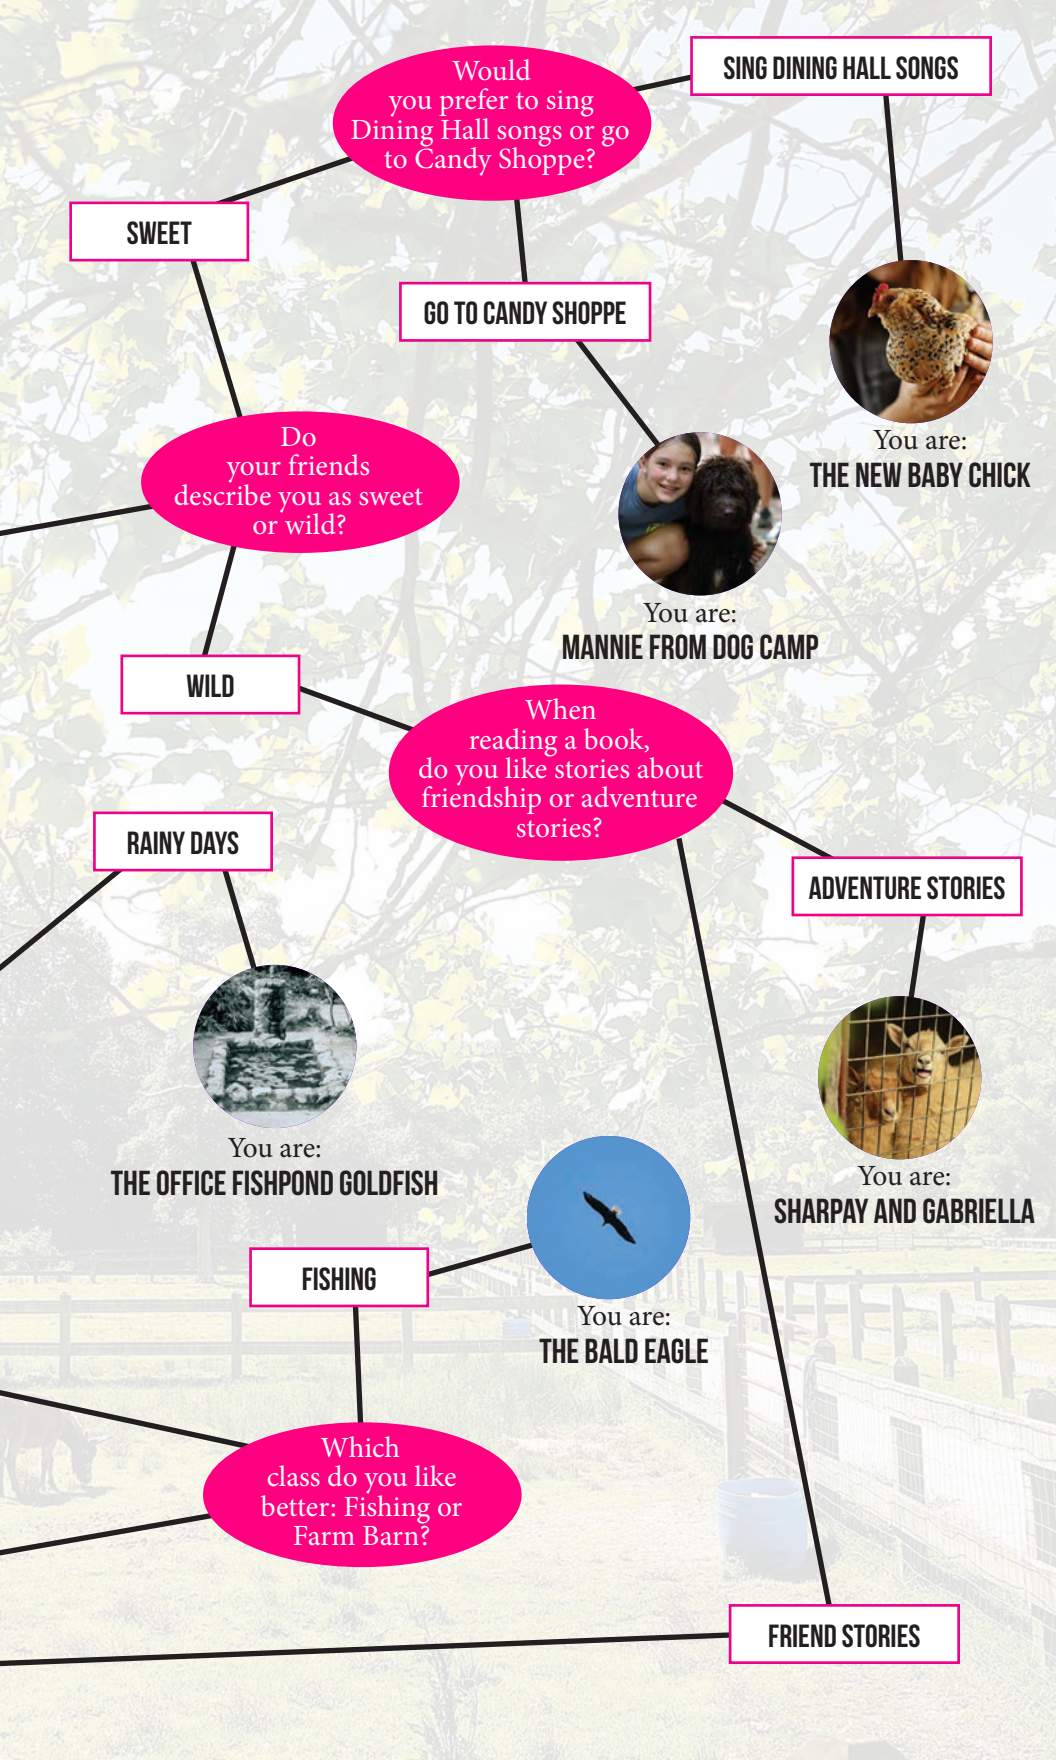 Would
you prefer to sing
Dining Hall songs or go
to Candy Shoppe?
SING DINING HALL SONGS
SWEET
GO TO CANDY SHOPPE
You are:
THE NEW BABY CHICK
Do
your friends
describe you as sweet
or wild?
You are:
MANNIE FROM DOG CAMP
WILD
When
reading a book,
do you like stories about
friendship or adventure
stories?
RAINY DAYS
ADVENTURE STORIES
You are:
THE OFFICE FISHPOND GOLDFISH
You are:
SHARPAY AND GABRIELLA
FISHING
You are:
THE BALD EAGLE
Which
class do you like
better: Fishing or
Farm Barn?
FRIEND STORIES